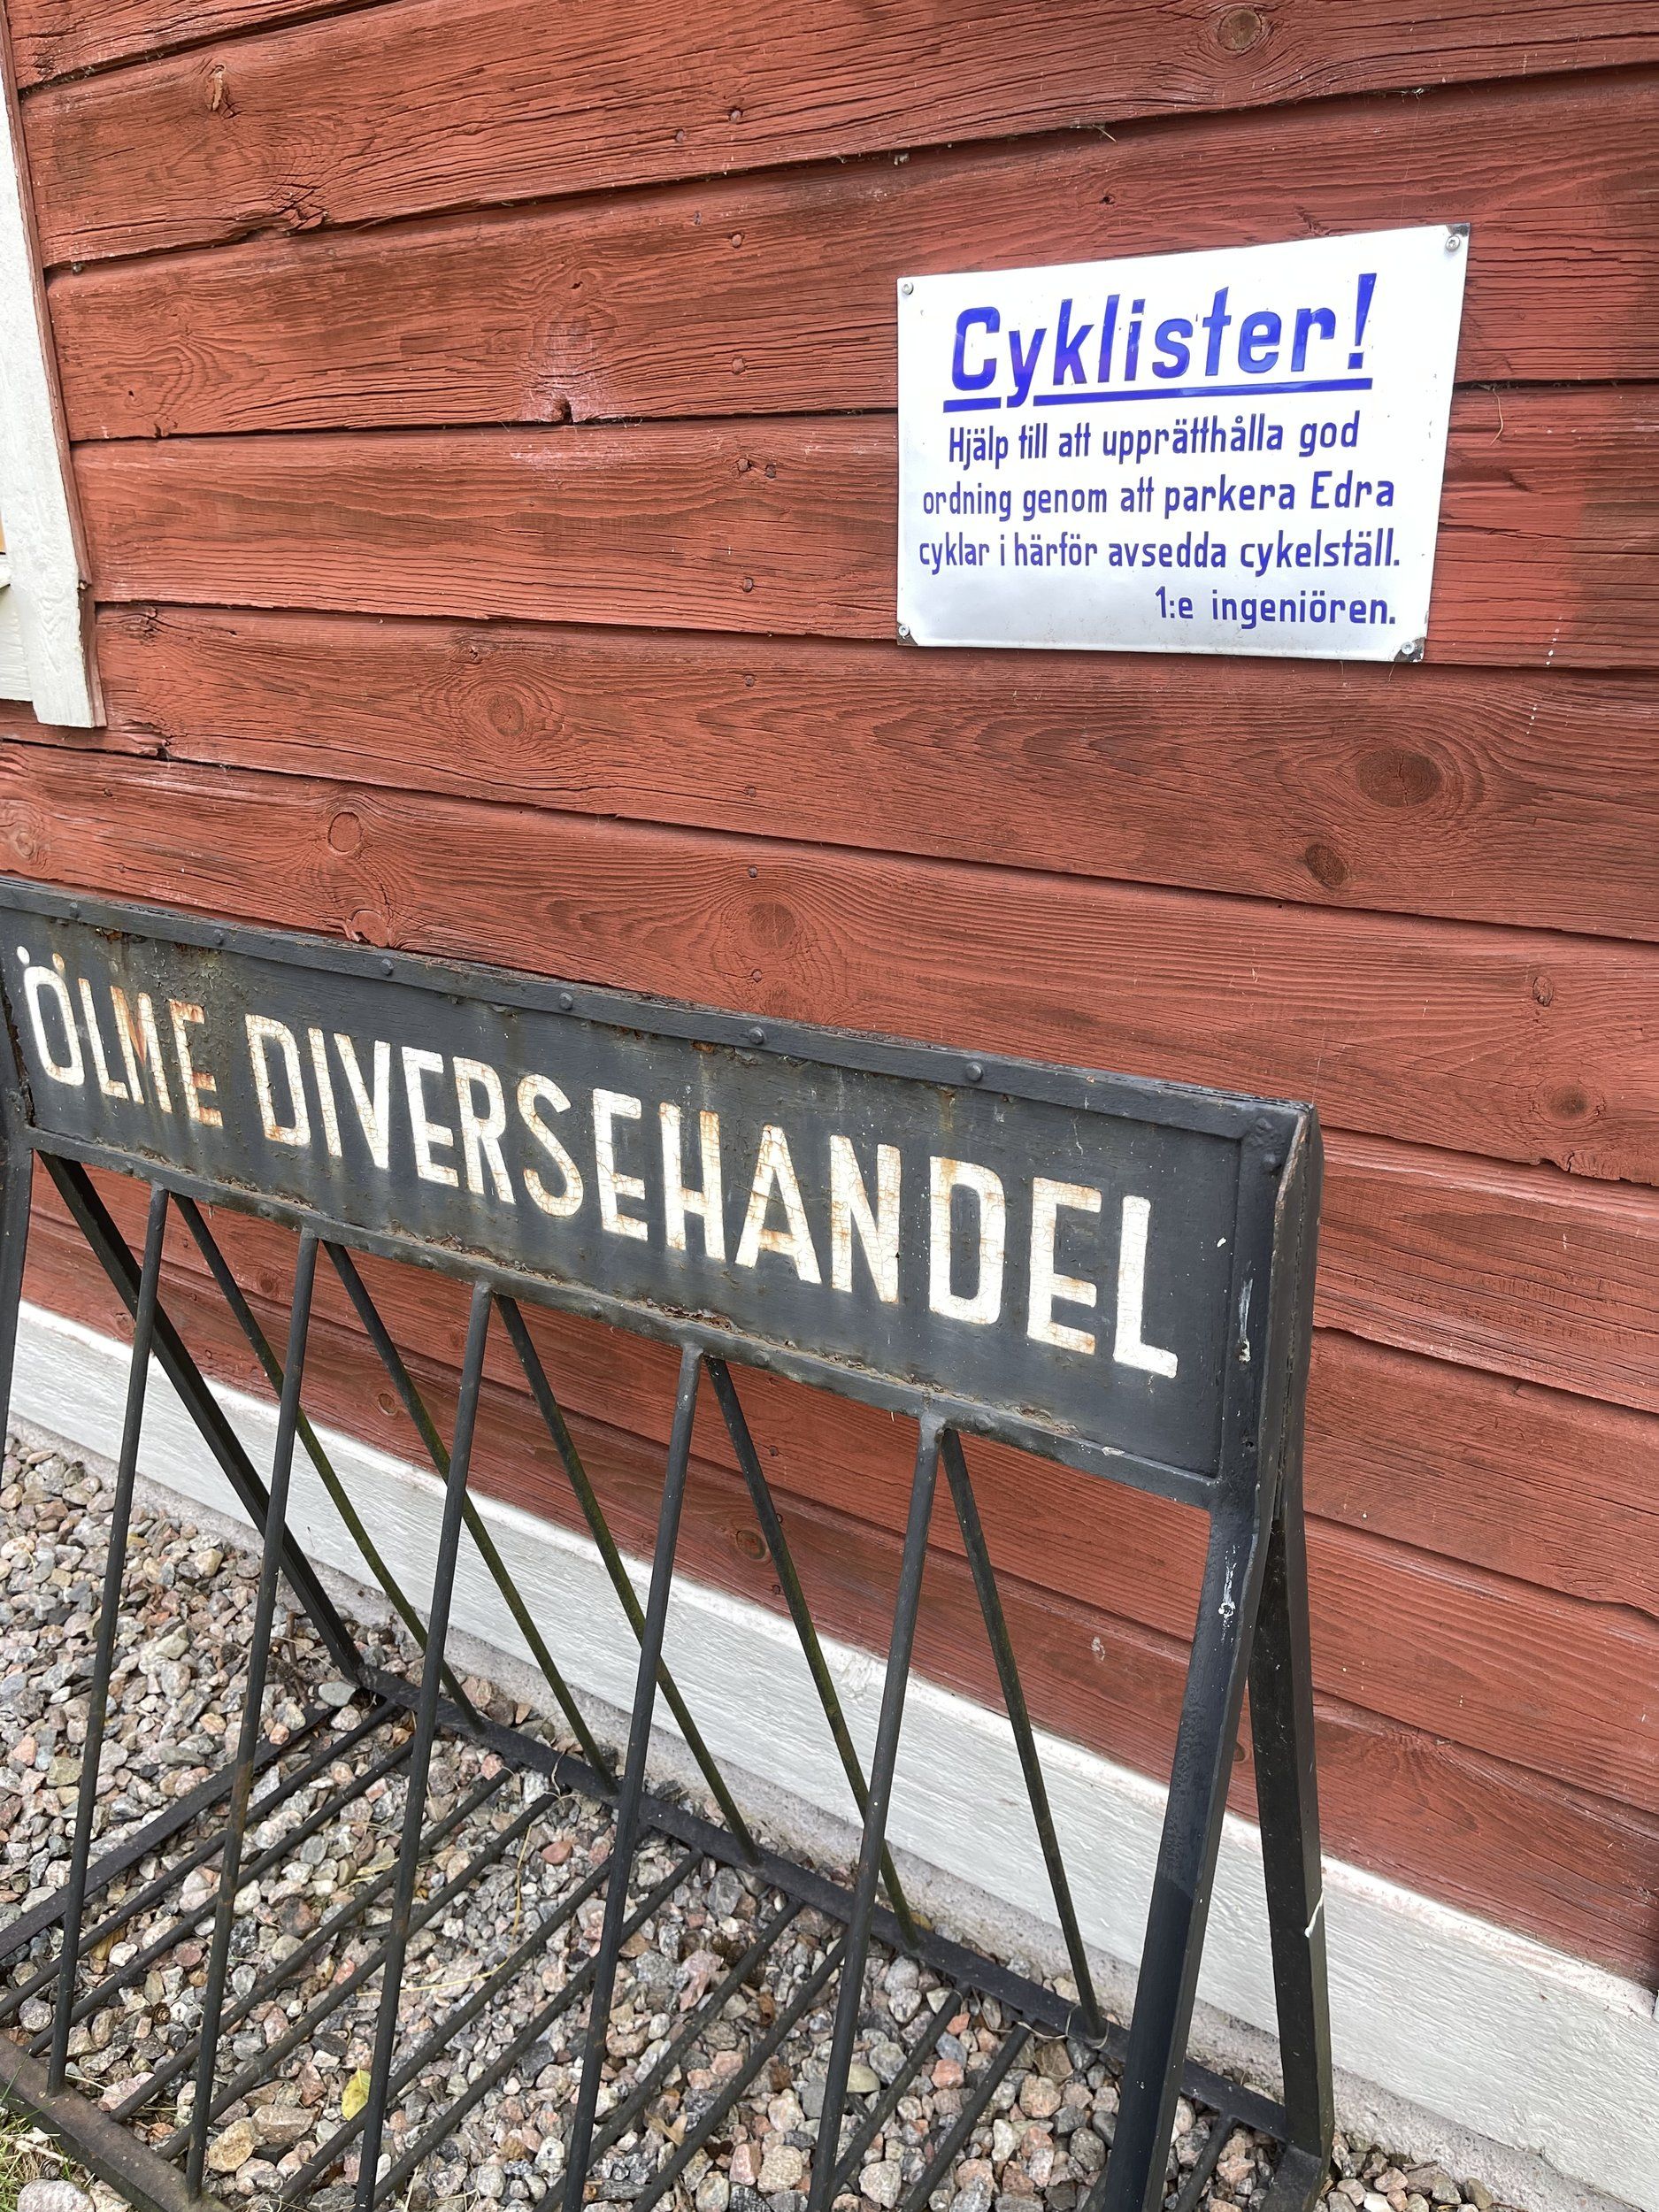 Cyklister!
Hjälp till att upprätthålla god
ordning genom att parkera Edra
cyklar i härför avsedda cykelställ.
1:e ingeniören.
ÖLME DIVERSEHANDEL